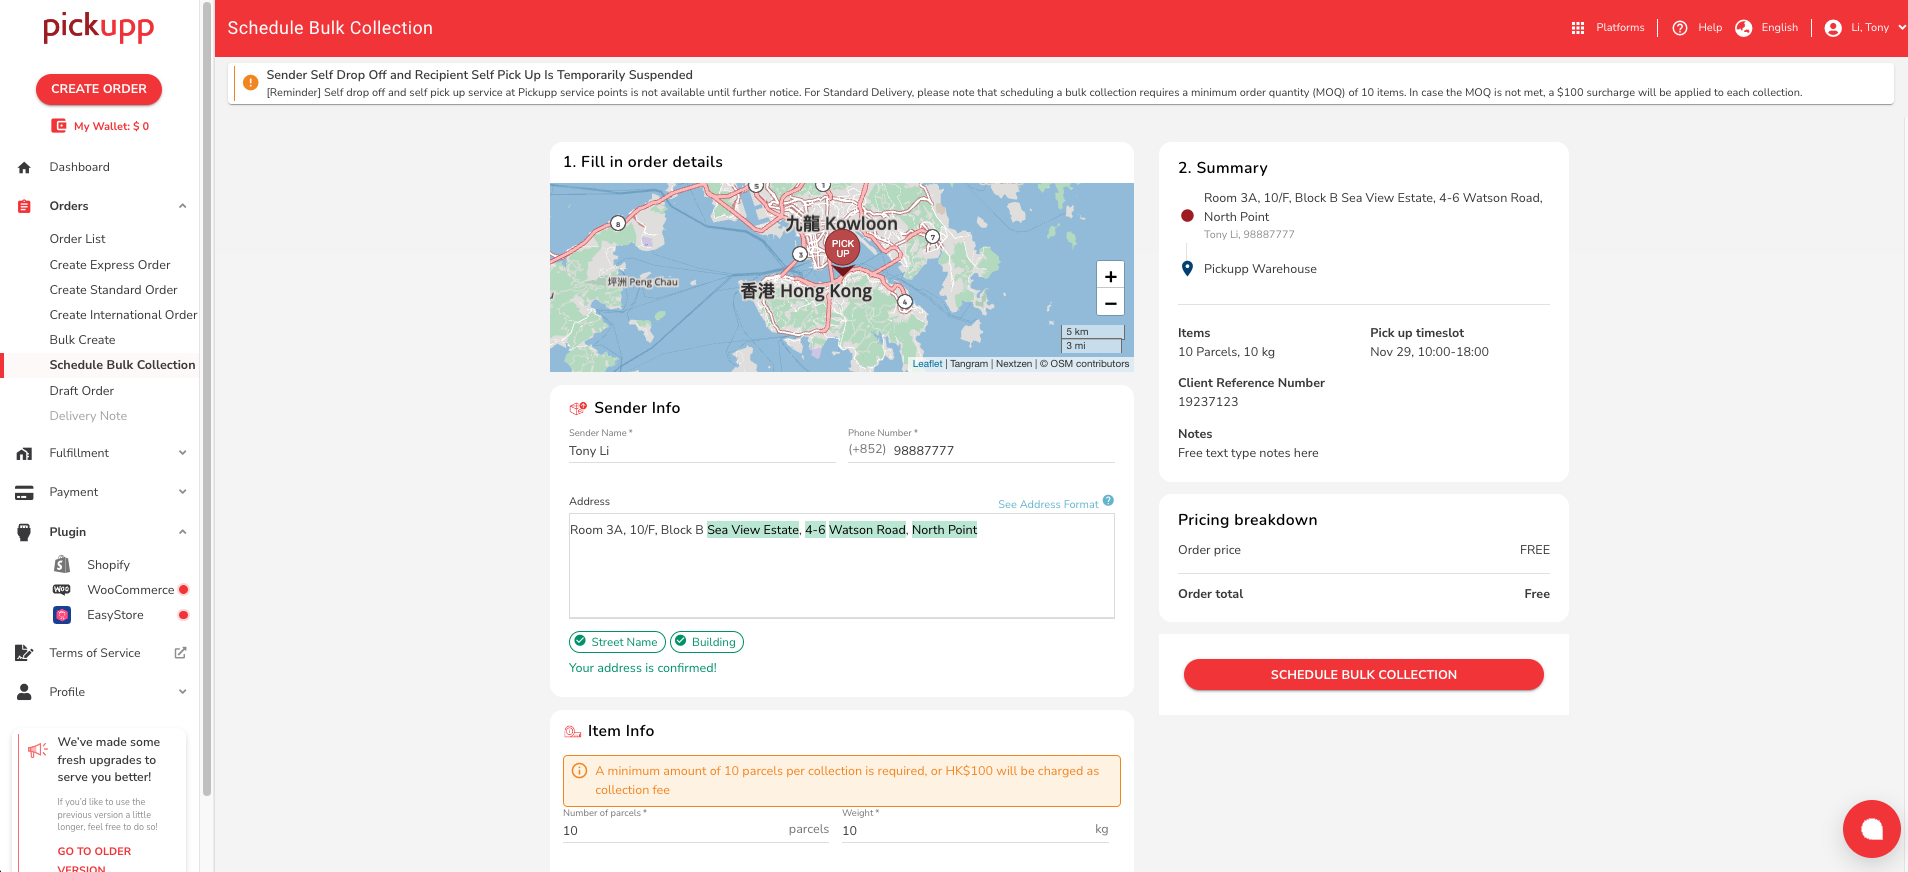 pickupp
CREATE ORDER
My Wallet: $ 0
Dashboard
Orders
Order List
Create Express Order
Create Standard Order
Create International Order
Bulk Create
Schedule Bulk Collection
Draft Order
Delivery Note
Fulfillment
Payment
Plugin
Shopify
WOO
WooCommerce
EasyStore
Terms of Service
Profile
We've made some
fresh upgrades to
serve you better!
If you'd like to use the
previous version a little
longer, feel free to do so!
GO TO OLDER
VERSION
Schedule Bulk Collection
Platforms
Help
English
Li, Tony
Sender Self Drop Off and Recipient Self Pick Up Is Temporarily Suspended
[Reminder] Self drop off and self pick up service at Pickupp service points is not available until further notice. For Standard Delivery, please note that scheduling a bulk collection requires a minimum order quantity (MOQ) of 10 items. In case the MOQ is not met, a $100 surcharge will be applied to each collection.
1. Fill in order details
5
1
8
九龍 Kowloon
7
PICK
UP
3
坪洲 Peng Chau
香港 Hong Kong
4
+
−
5 km
3 mi
Leaflet | Tangram | Nextzen | © OSM contributors
Sender Info
Sender Name *
Tony Li
Phone Number *
(+852) 98887777
Address
See Address Format ?
Room 3A, 10/F, Block B Sea View Estate, 4-6 Watson Road, North Point
Street Name
Building
Your address is confirmed!
Item Info
A minimum amount of 10 parcels per collection is required, or HK$100 will be charged as
collection fee
Number of parcels *
10 parcels
Weight *
10 kg
2. Summary
Room 3A, 10/F, Block B Sea View Estate, 4-6 Watson Road,
North Point
Tony Li, 98887777
Pickupp Warehouse
Items
10 Parcels, 10 kg
Pick up timeslot
Nov 29, 10:00-18:00
Client Reference Number
19237123
Notes
Free text type notes here
Pricing breakdown
Order price FREE
Order total Free
SCHEDULE BULK COLLECTION